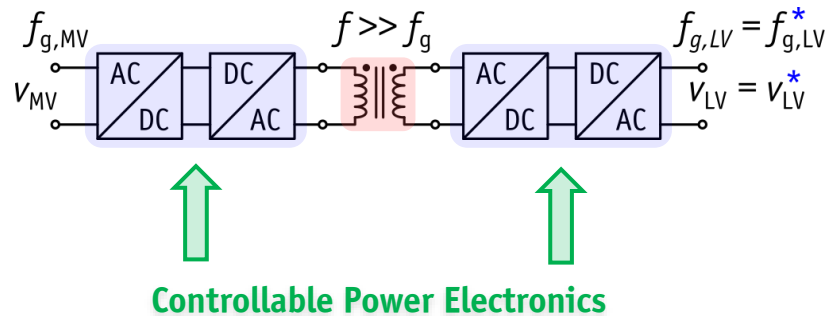 f_g,MV
f >> f_g
f_g,LV = f*_g,LV
v_MV
AC
DC
DC
AC
AC
DC
DC
AC
v_LV = v*_LV
Controllable Power Electronics